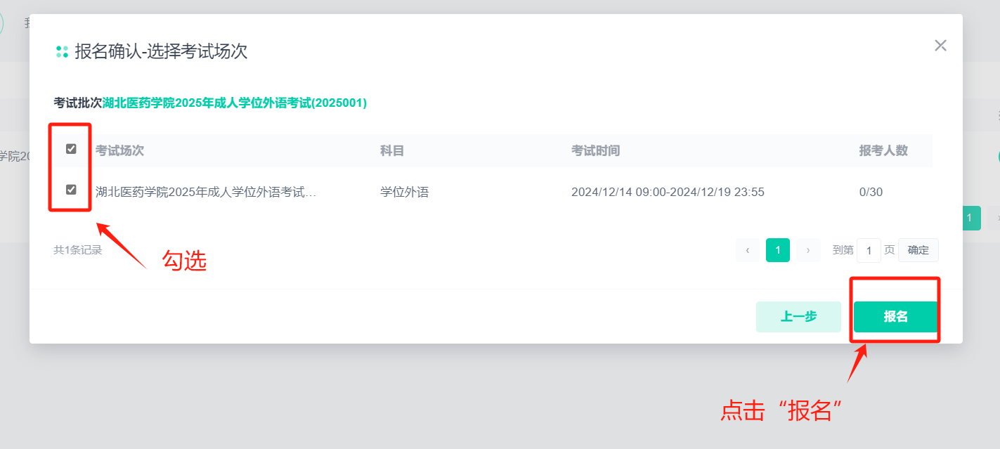 报名确认-选择考试场次
考试批次湖北医药学院2025年成人学位外语考试(2025001)
考试场次 科目 考试时间 报考人数
学院20
湖北医药学院2025年成人学位外语考试... 学位外语 2024/12/14 09:00-2024/12/19 23:55 0/30
1
共1条记录 ‹ 1 › 到第 1 页 确定
勾选
上一步 报名
点击“报名”